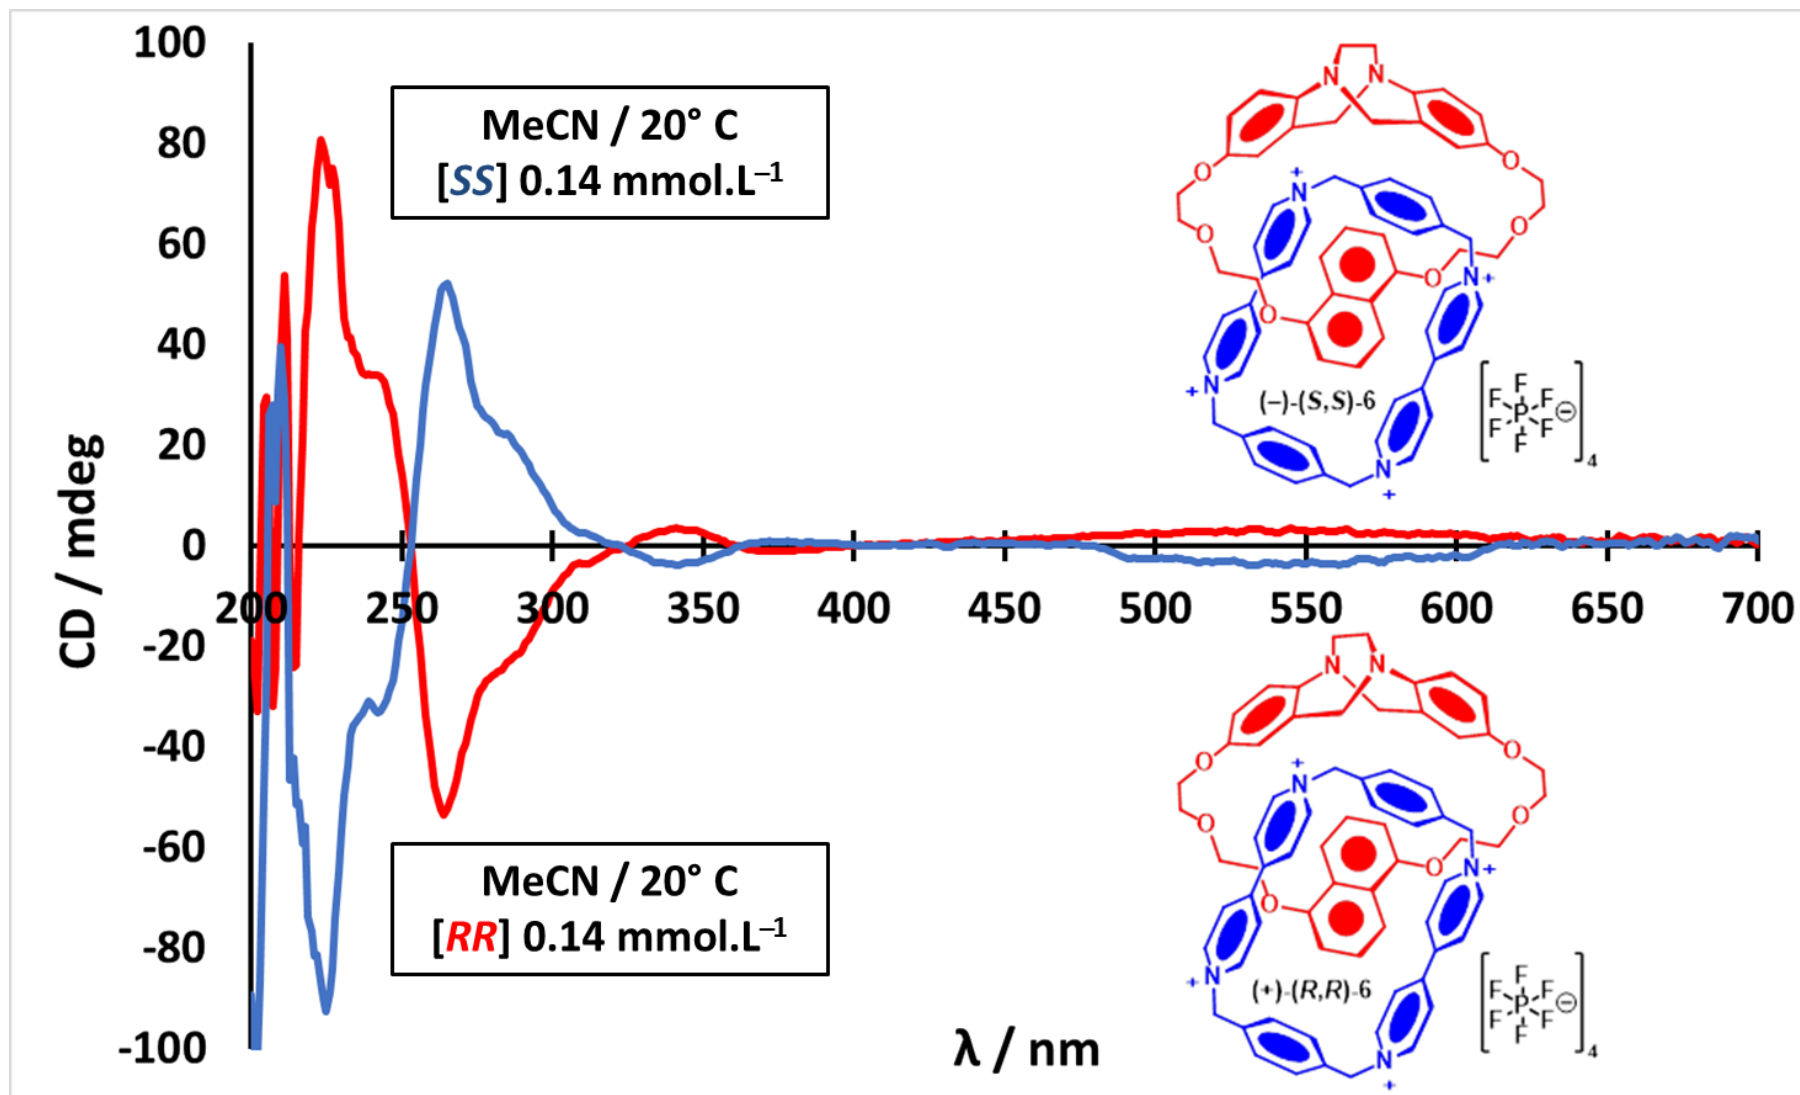 100
80
60
40
20
0
-20
-40
-60
-80
-100
CD / mdeg
MeCN / 20° C
[SS] 0.14 mmol.L–1
MeCN / 20° C
[RR] 0.14 mmol.L–1
200 250 300 350 400 450 500 550 600 650 700
λ / nm
N N
O O
O O
+ N
O N +
O
+ N
N
+
(–)-(S,S)-6
F
F F
P
F F
F
⊖
4
N N
O O
O O
+
N
O N +
O
+ N
N
+
(+)-(R,R)-6
F
F F
P
F F
F
⊖
4